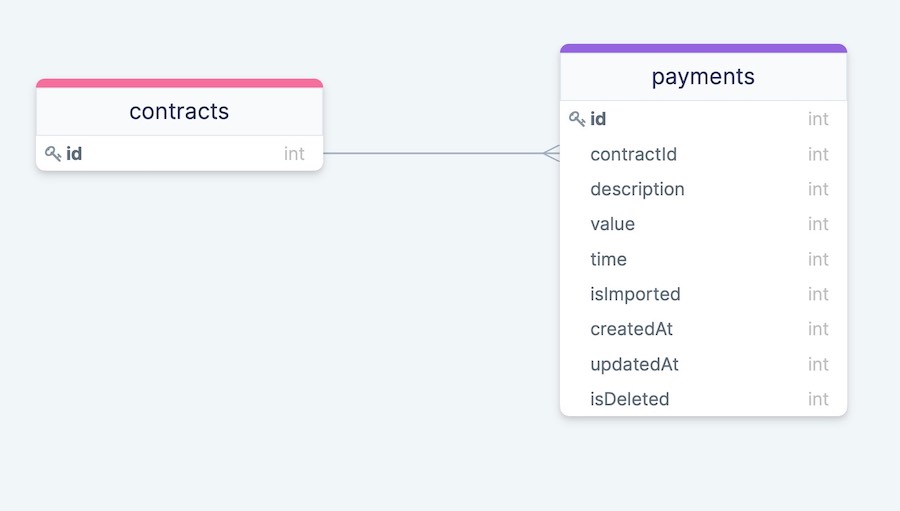 contracts
id int
payments
id int
contractId int
description int
value int
time int
isImported int
createdAt int
updatedAt int
isDeleted int